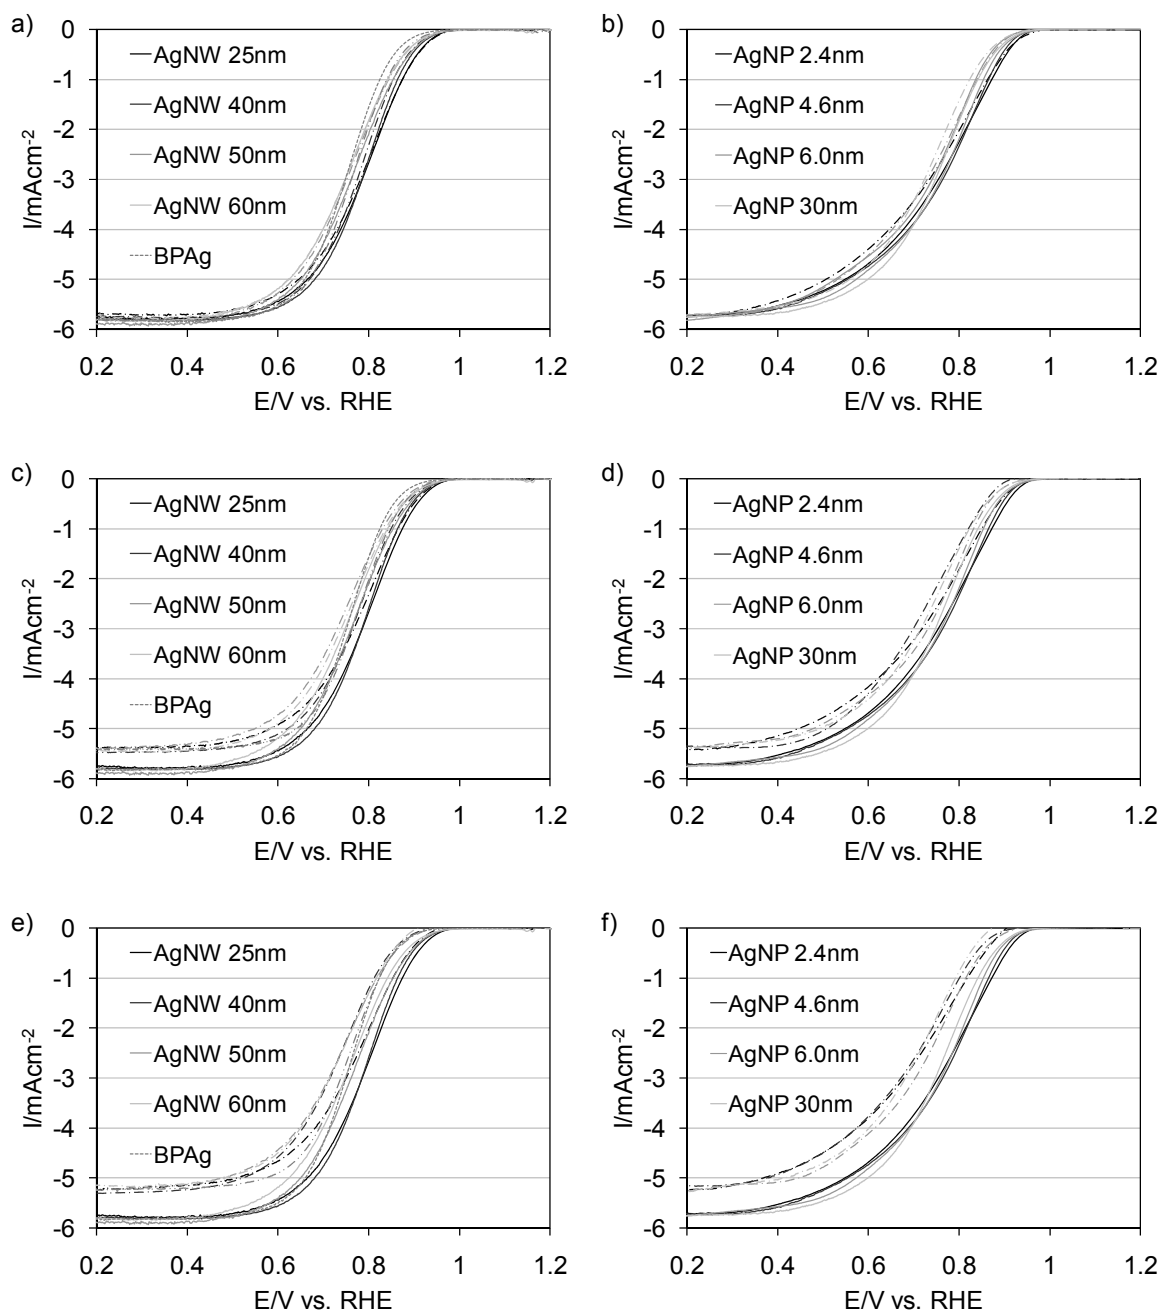 a)
0
-1
-2
-3
-4
-5
-6
I/mAcm-2
AgNW 25nm
AgNW 40nm
AgNW 50nm
AgNW 60nm
BPAg
0.2 0.4 0.6 0.8 1 1.2
E/V vs. RHE
b)
0
-1
-2
-3
-4
-5
-6
I/mAcm-2
AgNP 2.4nm
AgNP 4.6nm
AgNP 6.0nm
AgNP 30nm
0.2 0.4 0.6 0.8 1 1.2
E/V vs. RHE
c)
0
-1
-2
-3
-4
-5
-6
I/mAcm-2
AgNW 25nm
AgNW 40nm
AgNW 50nm
AgNW 60nm
BPAg
0.2 0.4 0.6 0.8 1 1.2
E/V vs. RHE
d)
0
-1
-2
-3
-4
-5
-6
I/mAcm-2
AgNP 2.4nm
AgNP 4.6nm
AgNP 6.0nm
AgNP 30nm
0.2 0.4 0.6 0.8 1 1.2
E/V vs. RHE
e)
0
-1
-2
-3
-4
-5
-6
I/mAcm-2
AgNW 25nm
AgNW 40nm
AgNW 50nm
AgNW 60nm
BPAg
0.2 0.4 0.6 0.8 1 1.2
E/V vs. RHE
f)
0
-1
-2
-3
-4
-5
-6
I/mAcm-2
AgNP 2.4nm
AgNP 4.6nm
AgNP 6.0nm
AgNP 30nm
0.2 0.4 0.6 0.8 1 1.2
E/V vs. RHE